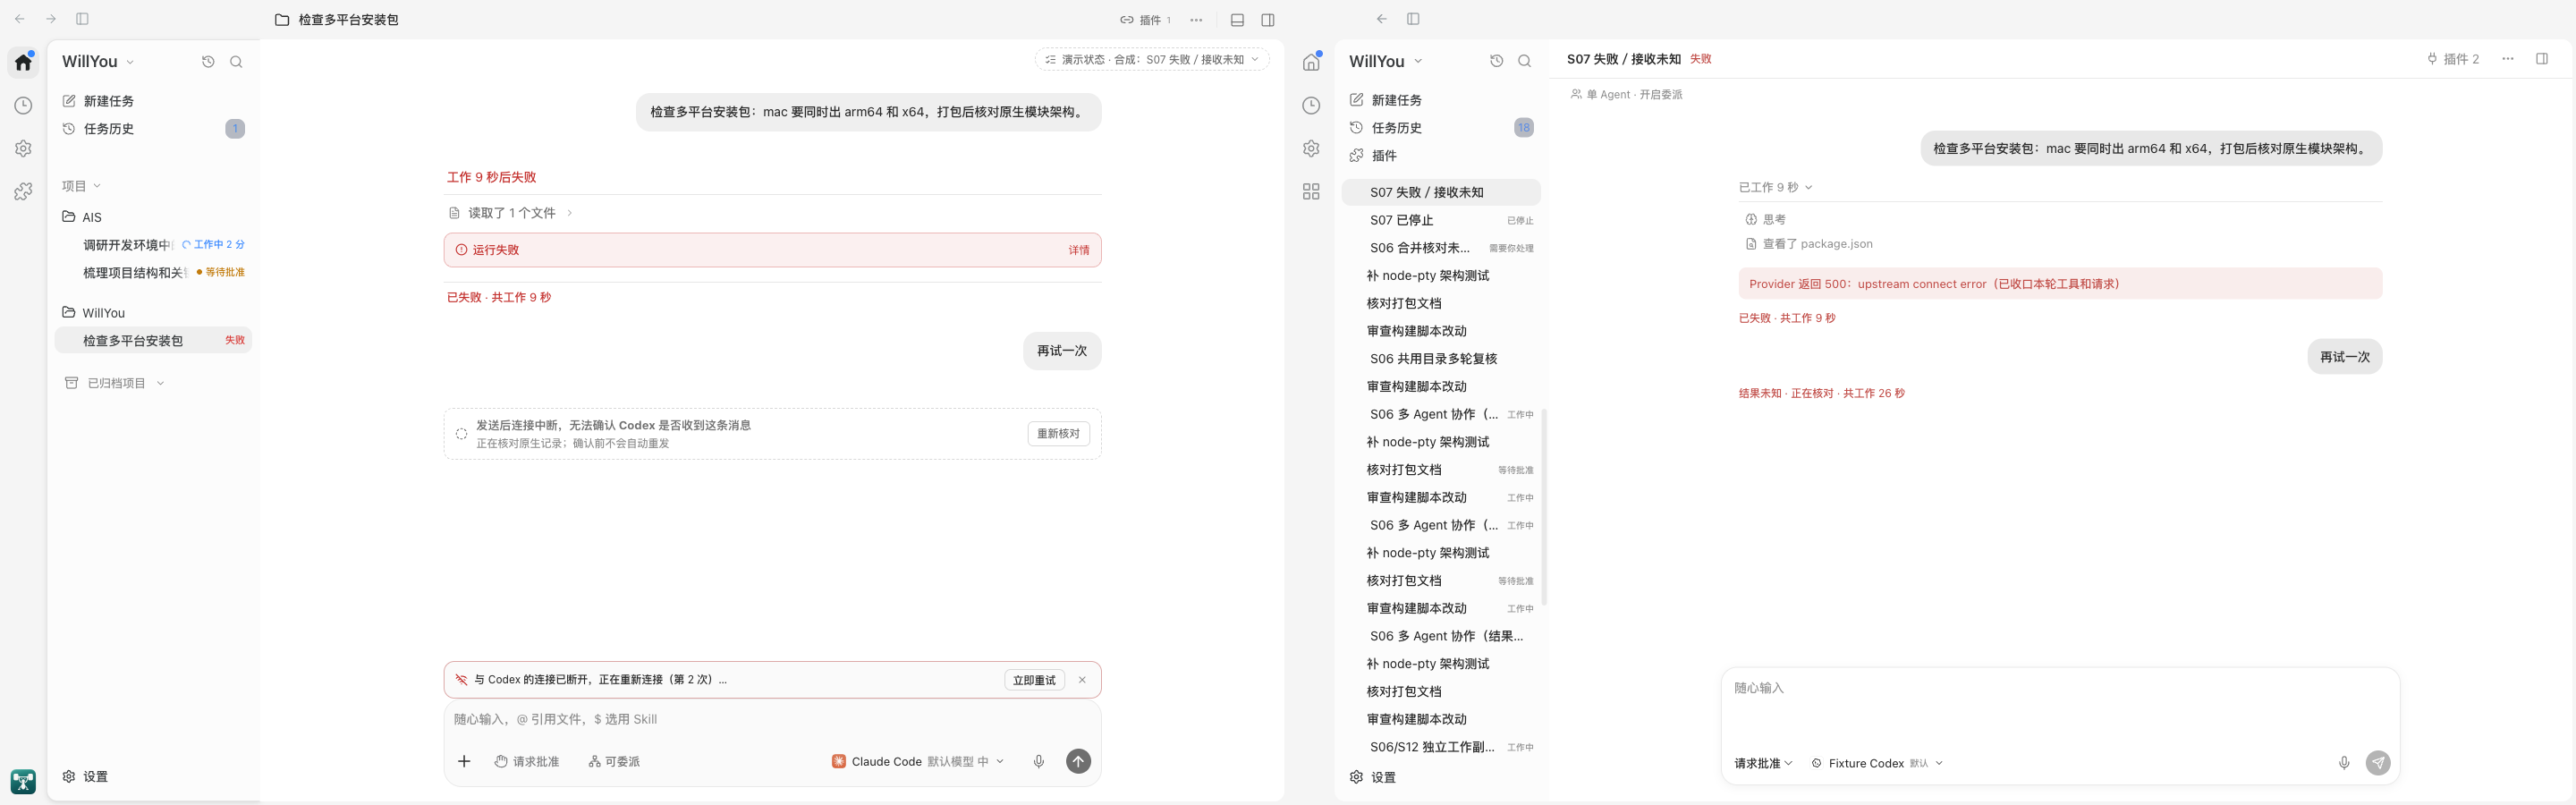 检查多平台安装包
插件 1
WillYou
新建任务
任务历史 1
项目
AIS
调研开发环境中 工作中 2 分
梳理项目结构和关 等待批准
WillYou
检查多平台安装包 失败
已归档项目
设置
演示状态 · 合成：S07 失败 / 接收未知
检查多平台安装包：mac 要同时出 arm64 和 x64，打包后核对原生模块架构。
工作 9 秒后失败
读取了 1 个文件
运行失败 详情
已失败 · 共工作 9 秒
再试一次
发送后连接中断，无法确认 Codex 是否收到这条消息
正在核对原生记录；确认前不会自动重发
重新核对
与 Codex 的连接已断开，正在重新连接（第 2 次）... 立即重试
随心输入，@ 引用文件，$ 选用 Skill
请求批准 可委派 Claude Code 默认模型 中
WillYou
新建任务
任务历史 18
插件
S07 失败 / 接收未知
S07 已停止 已停止
S06 合并核对未... 需要你处理
补 node-pty 架构测试
核对打包文档
审查构建脚本改动
S06 共用目录多轮复核
审查构建脚本改动
S06 多 Agent 协作（... 工作中
补 node-pty 架构测试
核对打包文档 等待批准
审查构建脚本改动 工作中
S06 多 Agent 协作（... 工作中
补 node-pty 架构测试
核对打包文档 等待批准
审查构建脚本改动 工作中
S06 多 Agent 协作（结果...
补 node-pty 架构测试
核对打包文档
审查构建脚本改动
S06/S12 独立工作副... 工作中
设置
S07 失败 / 接收未知 失败
插件 2
单 Agent · 开启委派
检查多平台安装包：mac 要同时出 arm64 和 x64，打包后核对原生模块架构。
已工作 9 秒
思考
查看了 package.json
Provider 返回 500：upstream connect error（已收口本轮工具和请求）
已失败 · 共工作 9 秒
再试一次
结果未知 · 正在核对 · 共工作 26 秒
随心输入
请求批准 Fixture Codex 默认